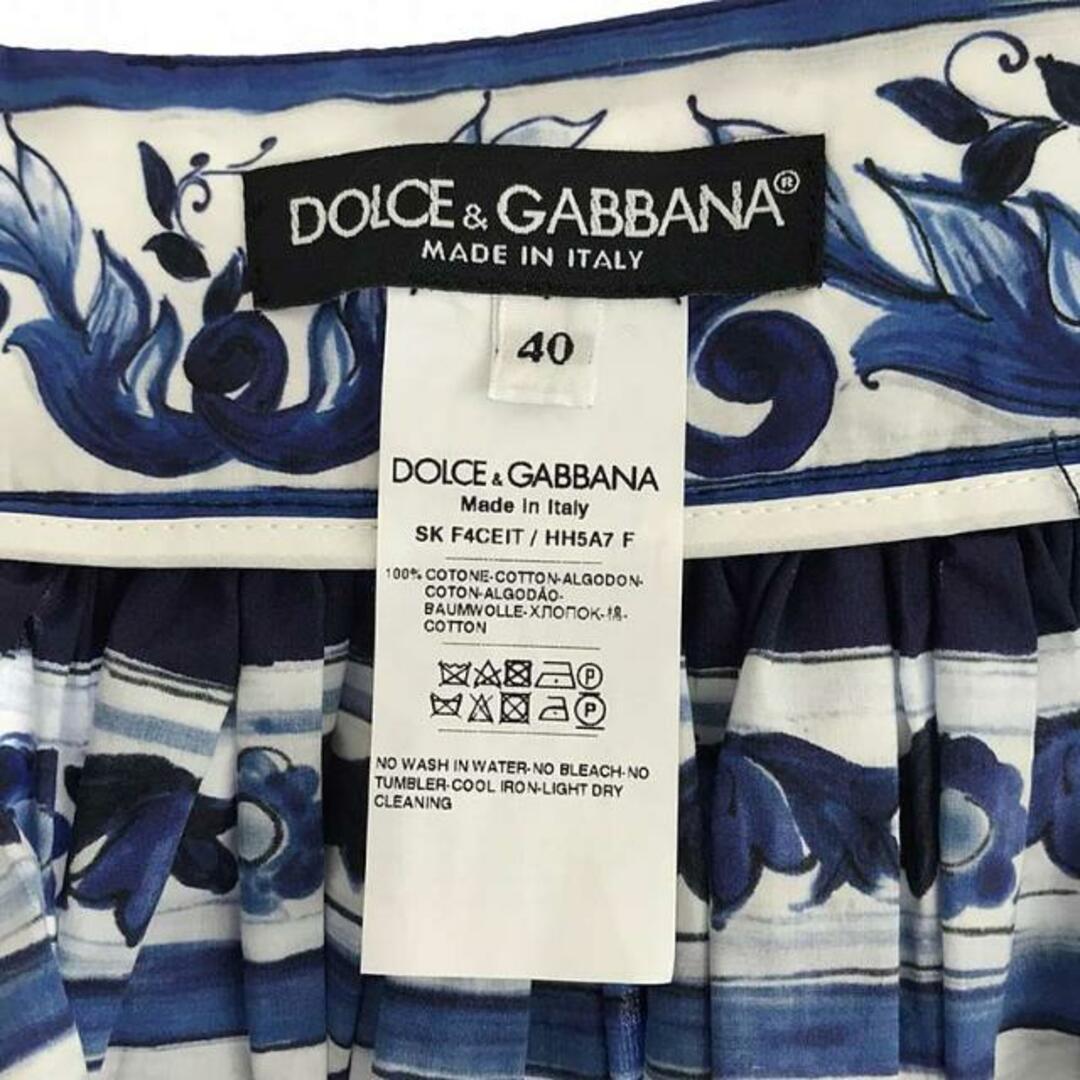 DOLCE & GABBANA®
MADE IN ITALY
40
DOLCE & GABBANA
Made in Italy
SK F4CEIT / HH5A7 F
100% COTONE-COTTON-ALGODON-
COTON-ALGODÃO-
BAUMWOLLE-ХЛОПОК-棉-
COTTON
P
P
NO WASH IN WATER-NO BLEACH-NO
TUMBLER-COOL IRON-LIGHT DRY
CLEANING